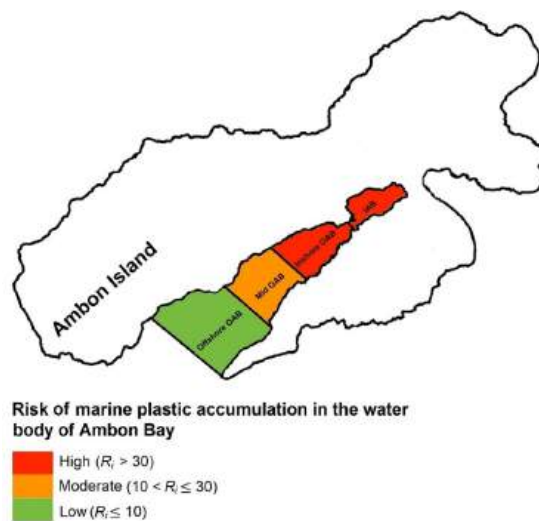 IAB
Inshore OAB
Mid OAB
Offshore OAB
Ambon Island
Risk of marine plastic accumulation in the water
body of Ambon Bay
High (Rᵢ > 30)
Moderate (10 < Rᵢ ≤ 30)
Low (Rᵢ ≤ 10)